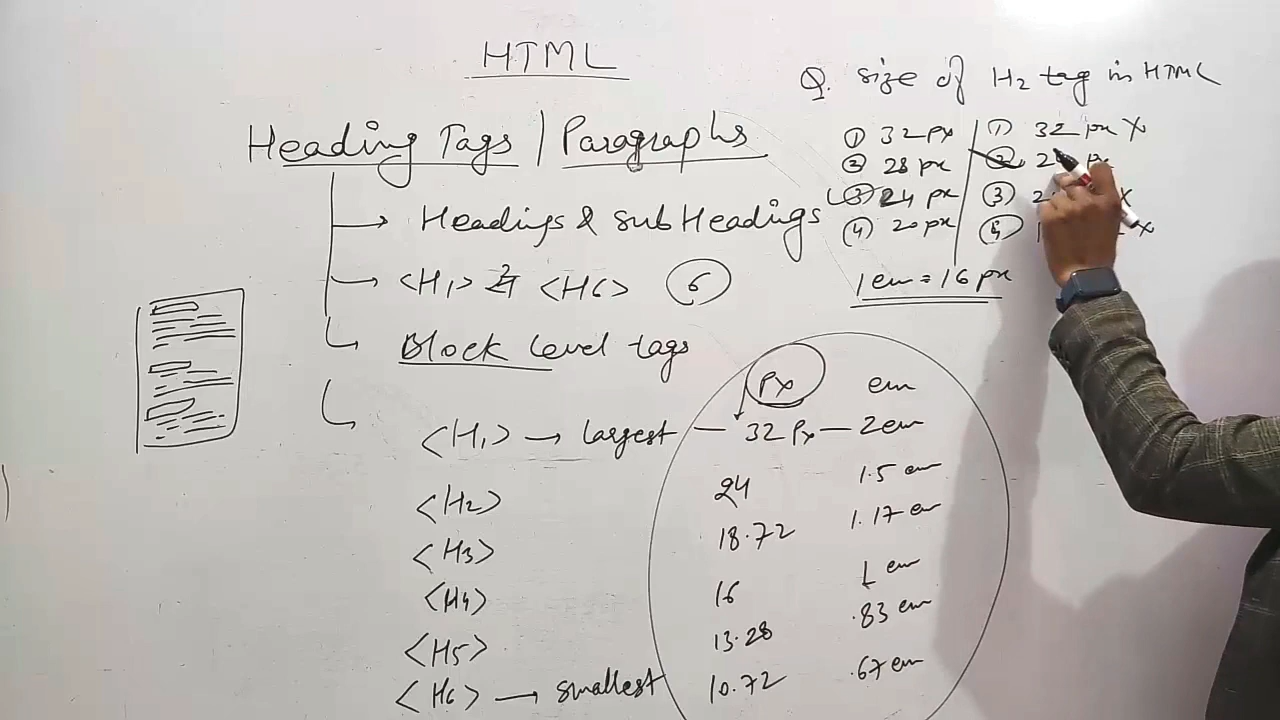 HTML
Heading Tags | Paragraphs
→ Headings & sub Headings
→ <H1> <H6> 6
Block Level tags
px em
<H1> → largest — 32 px — 2em
<H2> 24 1.5 em
<H3> 18.72 1.17 em
<H4> 16 1 em
<H5> 13.28 .83 em
<H6> → smallest 10.72 .67 em
Q. size of H2 tag in HTML
① 32 px
② 28 px
③ 24 px
④ 20 px
① 32 px X
②
③ X
X
1em = 16 px